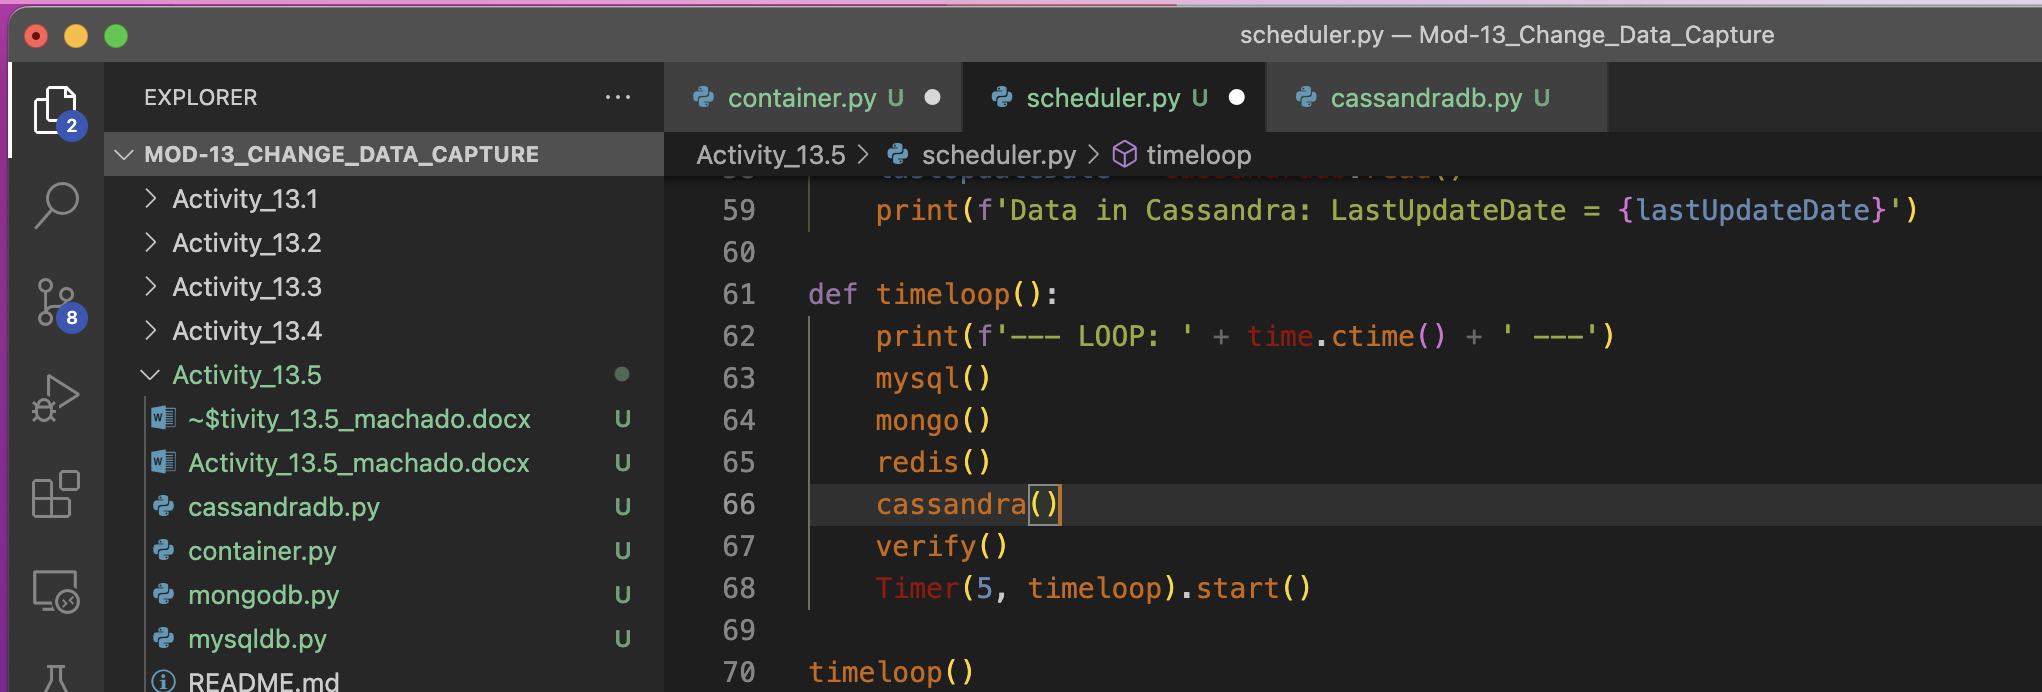 scheduler.py — Mod-13_Change_Data_Capture
EXPLORER ···
container.py U
scheduler.py U
cassandradb.py U
2
MOD-13_CHANGE_DATA_CAPTURE
Activity_13.5 > scheduler.py > timeloop
Activity_13.1
Activity_13.2
Activity_13.3
8
Activity_13.4
Activity_13.5
~$tivity_13.5_machado.docx U
Activity_13.5_machado.docx U
cassandradb.py U
container.py U
mongodb.py U
mysqldb.py U
README.md
59 print(f'Data in Cassandra: LastUpdateDate = {lastUpdateDate}')
60
61 def timeloop():
62 print(f'--- LOOP: ' + time.ctime() + ' ---')
63 mysql()
64 mongo()
65 redis()
66 cassandra()
67 verify()
68 Timer(5, timeloop).start()
69
70 timeloop()